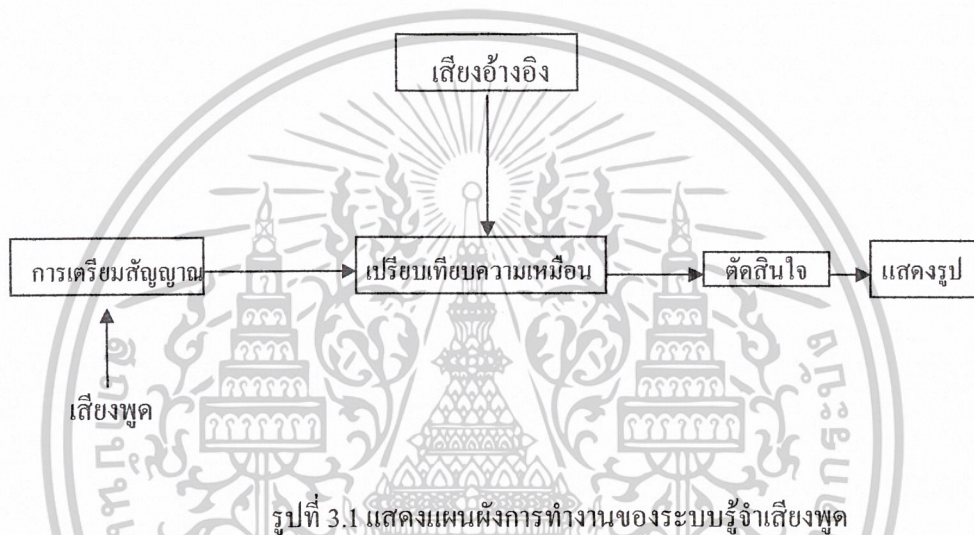 เสียงอ้างอิง
การเตรียมสัญญาณ
เปรียบเทียบความเหมือน
ตัดสินใจ
แสดงรูป
เสียงพูด
รูปที่ 3.1 แสดงแผนผังการทำงานของระบบรู้จำเสียงพูด